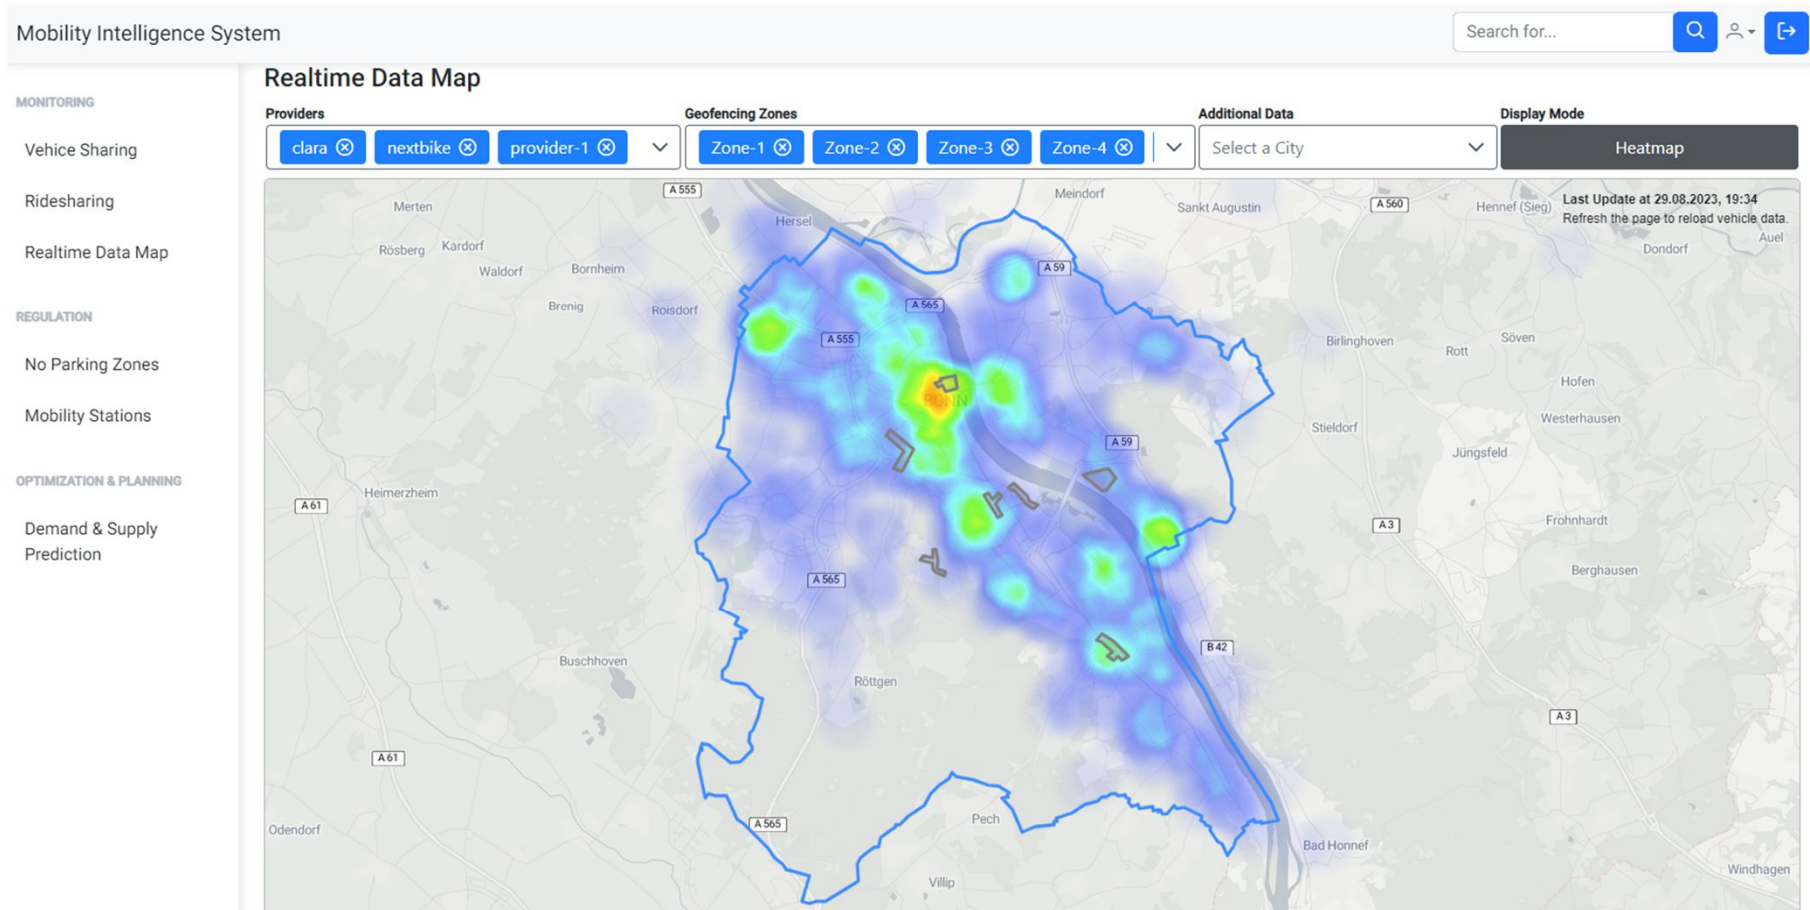 Mobility Intelligence System
Search for...
MONITORING
Vehice Sharing
Ridesharing
Realtime Data Map
REGULATION
No Parking Zones
Mobility Stations
OPTIMIZATION & PLANNING
Demand & Supply
Prediction
Realtime Data Map
Providers
Geofencing Zones
Additional Data
Display Mode
clara
nextbike
provider-1
Zone-1
Zone-2
Zone-3
Zone-4
Select a City
Heatmap
Last Update at 29.08.2023, 19:34
Refresh the page to reload vehicle data.
A 555
Meindorf
Merten
Hersel
Sankt Augustin
A 560
Hennef (Sieg)
Auel
Rösberg
Kardorf
Dondorf
Waldorf
Bornheim
A 59
Brenig
Roisdorf
A 565
A 555
Birlinghoven
Rott
Söven
Hofen
BONN
Westerhausen
Stieldorf
A 59
Jüngsfeld
Heimerzheim
A 61
A 3
Frohnhardt
Berghausen
A 565
B 42
Buschhoven
Röttgen
A 3
A 61
Odendorf
A 565
Pech
Bad Honnef
Windhagen
Villip